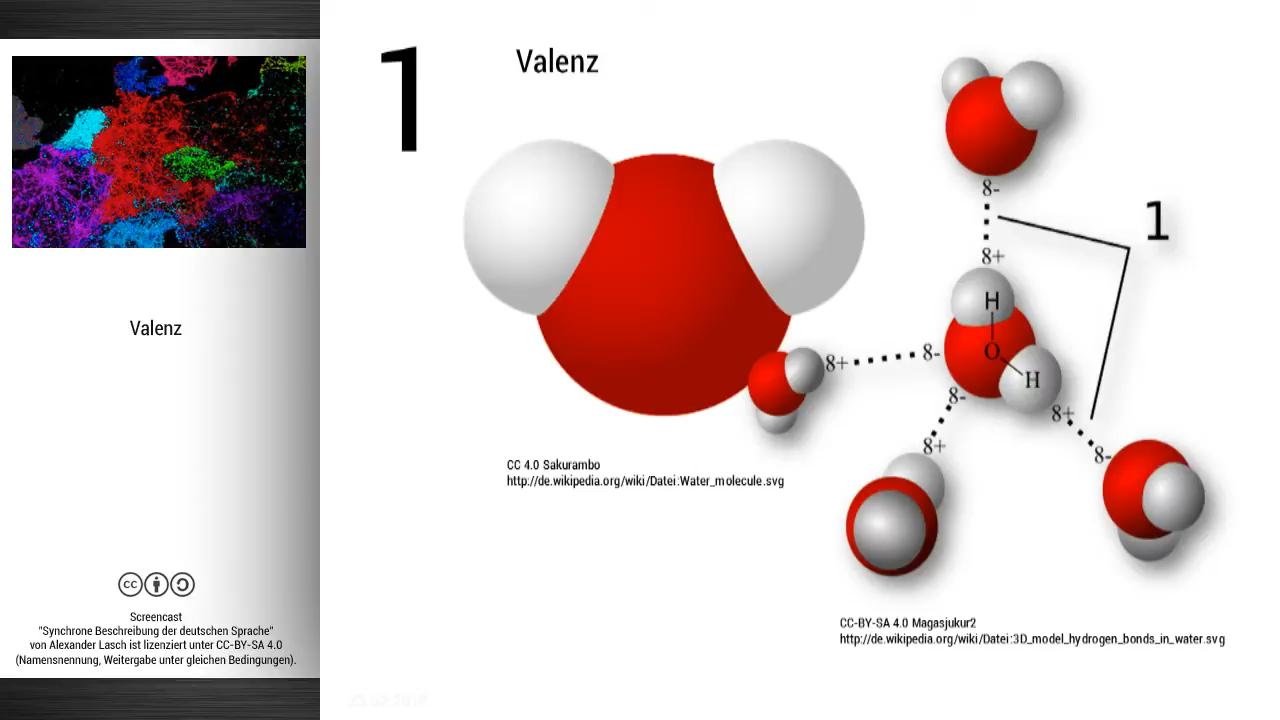 1
Valenz
8-
1
8+
H
8+
8-
O
H
8-
8+
8+
8-
Valenz
CC 4.0 Sakurambo
http://de.wikipedia.org/wiki/Datei:Water_molecule.svg
cc
Screencast
"Synchrone Beschreibung der deutschen Sprache"
von Alexander Lasch ist lizenziert unter CC-BY-SA 4.0
(Namensnennung, Weitergabe unter gleichen Bedingungen).
CC-BY-SA 4.0 Magasjukur2
http://de.wikipedia.org/wiki/Datei:3D_model_hydrogen_bonds_in_water.svg